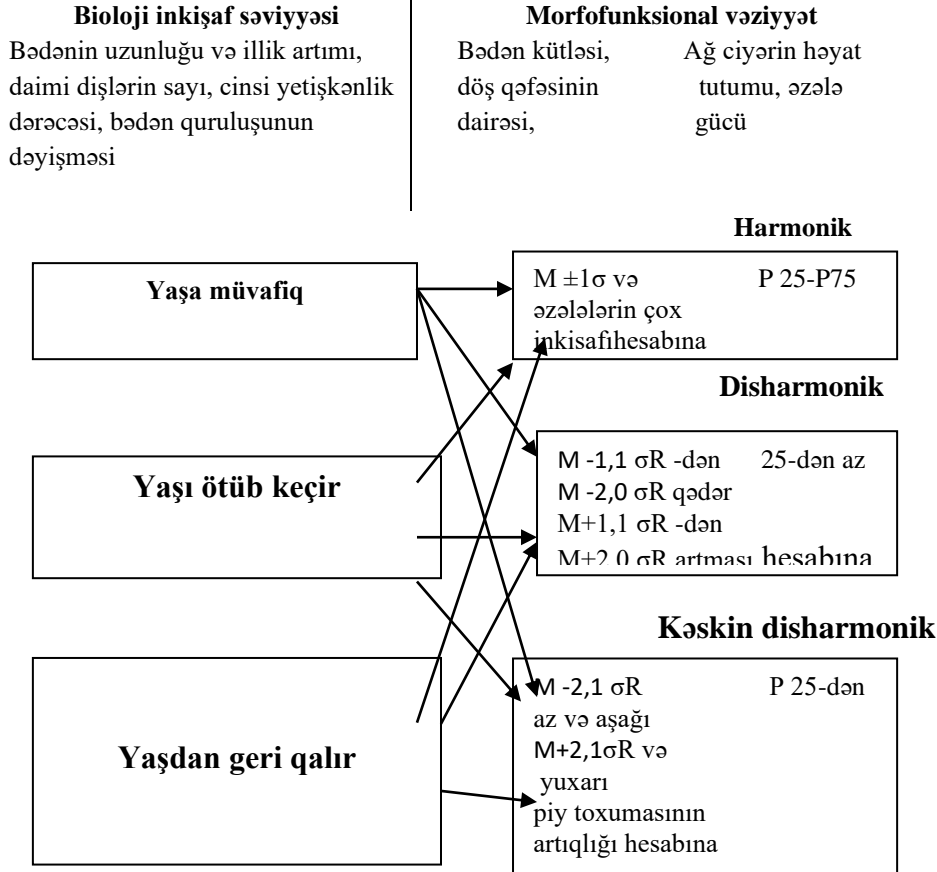 Bioloji inkişaf səviyyəsi
Bədənin uzunluğu və illik artımı,
daimi dişlərin sayı, cinsi yetişkənlik
dərəcəsi, bədən quruluşunun
dəyişməsi
Morfofunksional vəziyyət
Bədən kütləsi, Ağ ciyərin həyat
döş qəfəsinin tutumu, əzələ
dairəsi, gücü
Harmonik
Yaşa müvafiq
M ±1σ və P 25-P75
əzələlərin çox
inkisafıhesabına
Disharmonik
Yaşı ötüb keçir
M -1,1 σR -dən 25-dən az
M -2,0 σR qədər
M+1,1 σR -dən
M+2,0 σR artması hesabına
Kəskin disharmonik
Yaşdan geri qalır
M -2,1 σR P 25-dən
az və aşağı
M+2,1σR və
yuxarı
piy toxumasının
artıqlığı hesabına